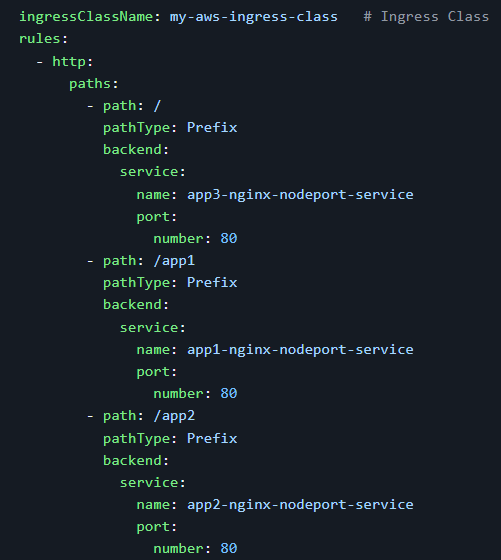 ingressClassName: my-aws-ingress-class   # Ingress Class
rules:
  - http:
      paths:
        - path: /
          pathType: Prefix
          backend:
            service:
              name: app3-nginx-nodeport-service
              port:
                number: 80
        - path: /app1
          pathType: Prefix
          backend:
            service:
              name: app1-nginx-nodeport-service
              port:
                number: 80
        - path: /app2
          pathType: Prefix
          backend:
            service:
              name: app2-nginx-nodeport-service
              port:
                number: 80